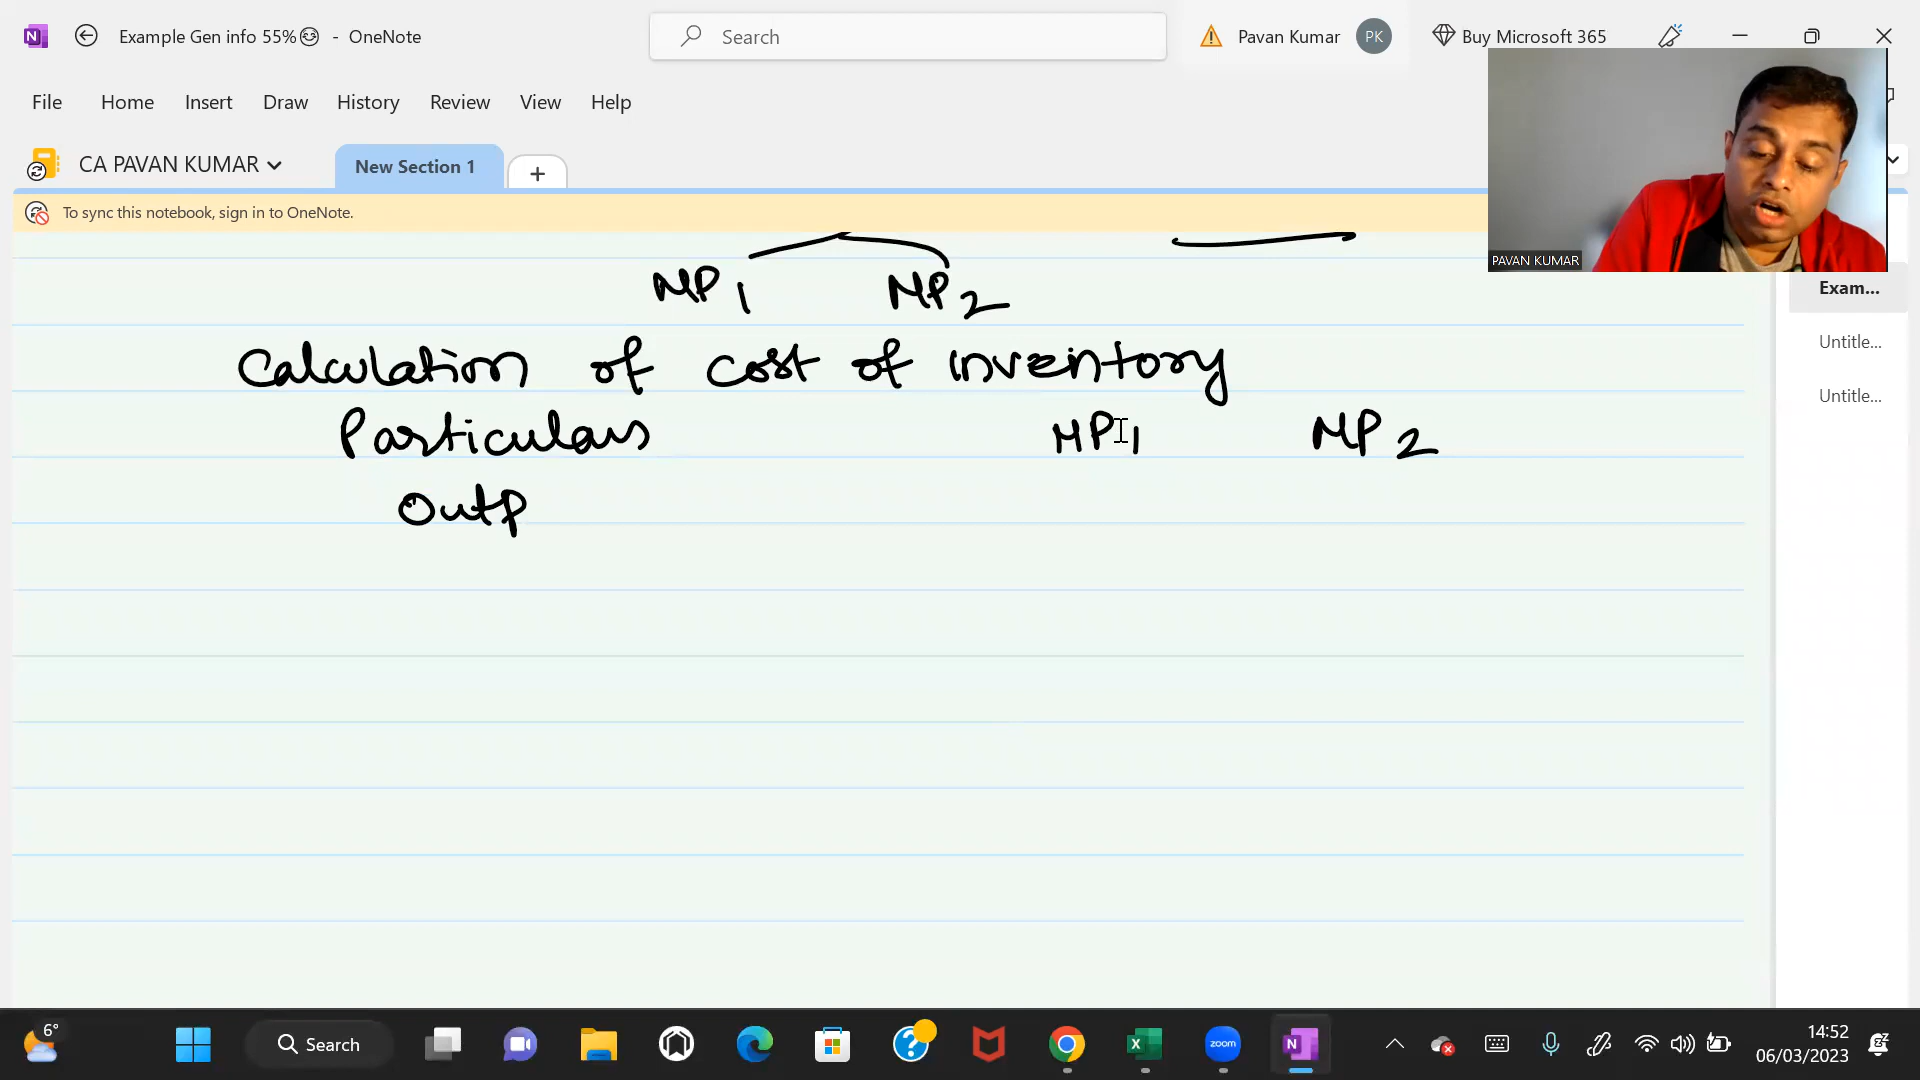 Example Gen info 55%😊 - OneNote
Search
Pavan Kumar
PK
Buy Microsoft 365
File Home Insert Draw History Review View Help
CA PAVAN KUMAR
New Section 1
+
To sync this notebook, sign in to OneNote.
PAVAN KUMAR
Exam...
Untitle...
Untitle...
MP1 MP2
Calculation of cost of inventory
Particulars MP1 MP2
Outp
6°
Search
zoom
14:52
06/03/2023